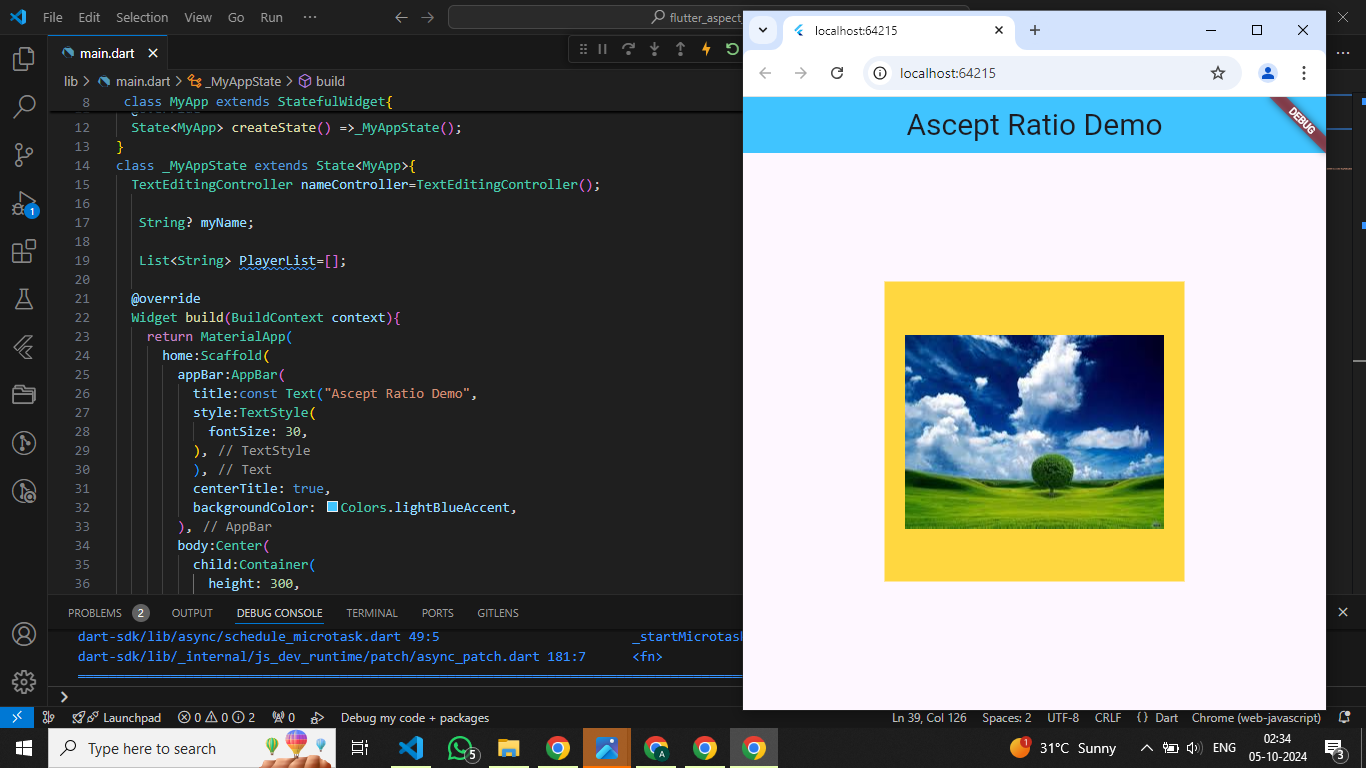 File Edit Selection View Go Run ···
flutter_aspect_
main.dart
lib > main.dart > _MyAppState > build
8 class MyApp extends StatefulWidget{
12 State<MyApp> createState() =>_MyAppState();
13 }
14 class _MyAppState extends State<MyApp>{
15 TextEditingController nameController=TextEditingController();
16
17 String? myName;
18
19 List<String> PlayerList=[];
20
21 @override
22 Widget build(BuildContext context){
23 return MaterialApp(
24 home:Scaffold(
25 appBar:AppBar(
26 title:const Text("Ascept Ratio Demo",
27 style:TextStyle(
28 fontSize: 30,
29 ), // TextStyle
30 ), // Text
31 centerTitle: true,
32 backgroundColor: Colors.lightBlueAccent,
33 ), // AppBar
34 body:Center(
35 child:Container(
36 height: 300,
1
PROBLEMS 2 OUTPUT DEBUG CONSOLE TERMINAL PORTS GITLENS
dart-sdk/lib/async/schedule_microtask.dart 49:5 _startMicrotask
dart-sdk/lib/_internal/js_dev_runtime/patch/async_patch.dart 181:7 <fn>
Launchpad 0 0 2 0 Debug my code + packages Ln 39, Col 126 Spaces: 2 UTF-8 CRLF {} Dart Chrome (web-javascript)
localhost:64215
localhost:64215
Ascept Ratio Demo
DEBUG
Type here to search
5
A
1
31°C Sunny
ENG
02:34
05-10-2024
3